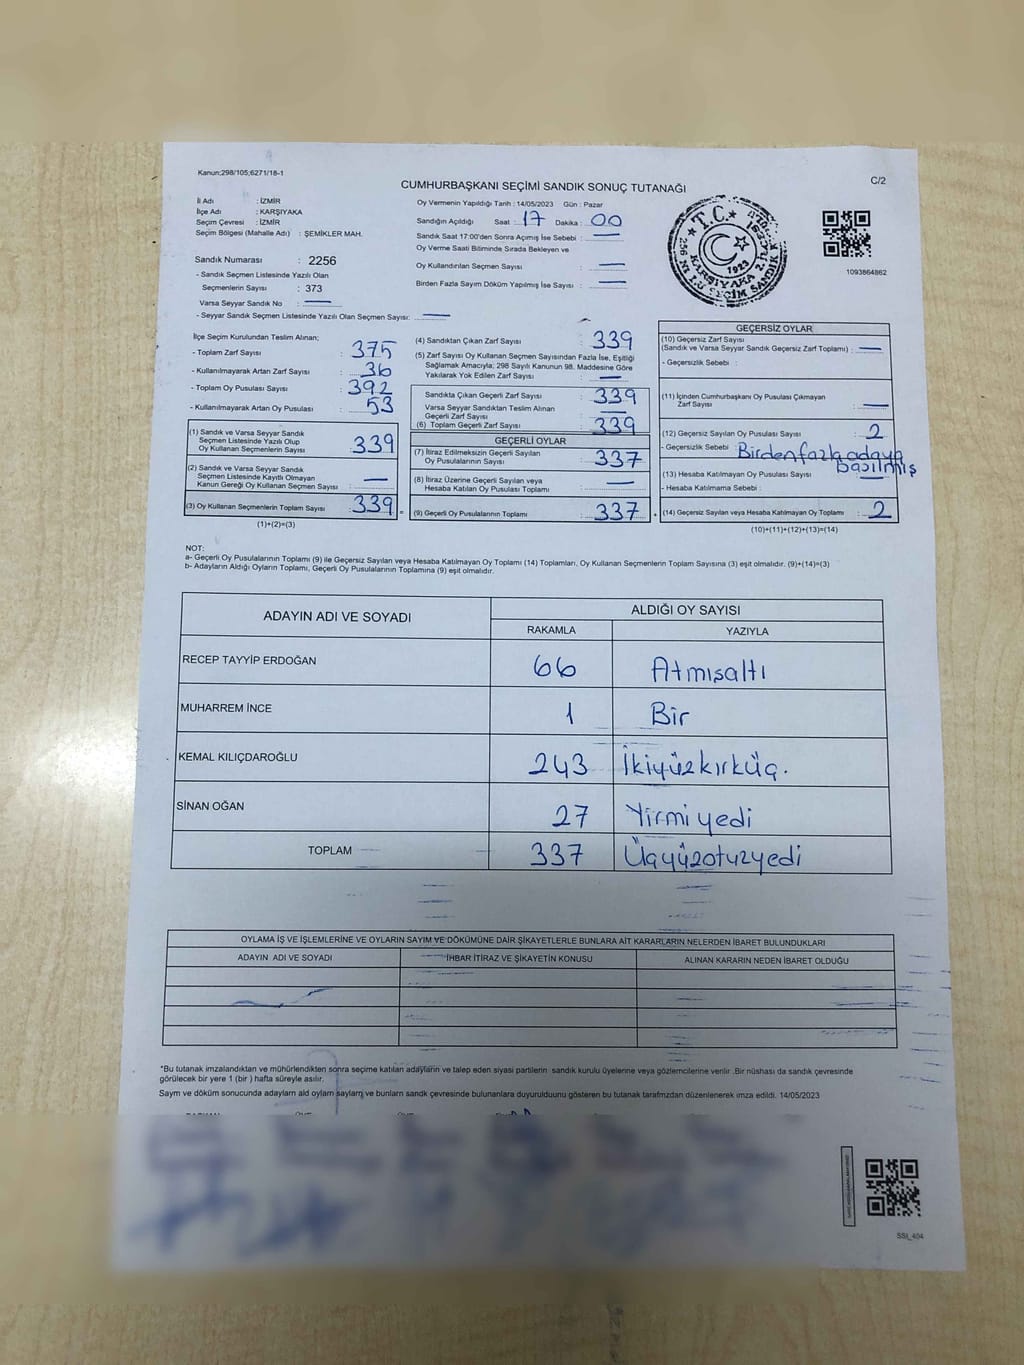 Kanun:298/105;6271/18-1
C/2
CUMHURBAŞKANI SEÇİMİ SANDIK SONUÇ TUTANAĞI
İl Adı : İZMİR
İlçe Adı : KARŞIYAKA
Seçim Çevresi : İZMİR
Seçim Bölgesi (Mahalle Adı) : ŞEMİKLER MAH.
Sandık Numarası : 2256
- Sandık Seçmen Listesinde Yazılı Olan
Seçmenlerin Sayısı : 373
Varsa Seyyar Sandık No :
- Seyyar Sandık Seçmen Listesinde Yazılı Olan Seçmen Sayısı:
Oy Vermenin Yapıldığı Tarih : 14/05/2023 Gün : Pazar
Sandığın Açıldığı Saat : 17 Dakika : 00
Sandık Saat 17:00'den Sonra Açılmış İse Sebebi :
Oy Verme Saati Bitiminde Sırada Bekleyen ve
Oy Kullandırılan Seçmen Sayısı :
Birden Fazla Sayım Döküm Yapılmış İse Sayısı :
T.C.
KARŞIYAKA 2. İLÇE
2256 NO'LU SEÇİM SANDIK
1923
1093864862
İlçe Seçim Kurulundan Teslim Alınan;
- Toplam Zarf Sayısı : 375
- Kullanılmayarak Artan Zarf Sayısı : 36
- Toplam Oy Pusulası Sayısı : 392
- Kullanılmayarak Artan Oy Pusulası : 53
(1) Sandık ve Varsa Seyyar Sandık
Seçmen Listesinde Yazılı Olup
Oy Kullanan Seçmenlerin Sayısı : 339
(2) Sandık ve Varsa Seyyar Sandık
Seçmen Listesinde Kayıtlı Olmayan
Kanun Gereği Oy Kullanan Seçmen Sayısı :
(3) Oy Kullanan Seçmenlerin Toplam Sayısı : 339
(1)+(2)=(3)
(4) Sandıktan Çıkan Zarf Sayısı : 339
(5) Zarf Sayısı Oy Kullanan Seçmen Sayısından Fazla İse, Eşitliği
Sağlamak Amacıyla; 298 Sayılı Kanunun 98. Maddesine Göre
Yakılarak Yok Edilen Zarf Sayısı :
Sandıkta Çıkan Geçerli Zarf Sayısı : 339
Varsa Seyyar Sandıktan Teslim Alınan
Geçerli Zarf Sayısı :
(6) Toplam Geçerli Zarf Sayısı : 339
GEÇERLİ OYLAR
(7) İtiraz Edilmeksizin Geçerli Sayılan
Oy Pusulalarının Sayısı : 337
(8) İtiraz Üzerine Geçerli Sayılan veya
Hesaba Katılan Oy Pusulası Toplamı :
(9) Geçerli Oy Pusulalarının Toplamı : 337
GEÇERSİZ OYLAR
(10) Geçersiz Zarf Sayısı
(Sandık ve Varsa Seyyar Sandık Geçersiz Zarf Toplamı) :
- Geçersizlik Sebebi :
(11) İçinden Cumhurbaşkanı Oy Pusulası Çıkmayan
Zarf Sayısı :
(12) Geçersiz Sayılan Oy Pusulası Sayısı : 2
- Geçersizlik Sebebi : Birden fazla adaya
basılmış
(13) Hesaba Katılmayan Oy Pusulası Sayısı :
- Hesaba Katılmama Sebebi :
(14) Geçersiz Sayılan veya Hesaba Katılmayan Oy Toplamı : 2
(10)+(11)+(12)+(13)=(14)
NOT:
a- Geçerli Oy Pusulalarının Toplamı (9) ile Geçersiz Sayılan veya Hesaba Katılmayan Oy Toplamı (14) Toplamları, Oy Kullanan Seçmenlerin Toplam Sayısına (3) eşit olmalıdır. (9)+(14)=(3)
b- Adayların Aldığı Oyların Toplamı, Geçerli Oy Pusulalarının Toplamına (9) eşit olmalıdır.
ADAYIN ADI VE SOYADI ALDIĞI OY SAYISI
RAKAMLA YAZIYLA
RECEP TAYYİP ERDOĞAN 66 Atmışaltı
MUHARREM İNCE 1 Bir
KEMAL KILIÇDAROĞLU 243 İkiyüzkırküç.
SİNAN OĞAN 27 Yirmiyedi
TOPLAM 337 Üçyüzotuzyedi
OYLAMA İŞ VE İŞLEMLERİNE VE OYLARIN SAYIM VE DÖKÜMÜNE DAİR ŞİKAYETLERLE BUNLARA AİT KARARLARIN NELERDEN İBARET BULUNDUKLARI
ADAYIN ADI VE SOYADI İHBAR İTİRAZ VE ŞİKAYETİN KONUSU ALINAN KARARIN NEDEN İBARET OLDUĞU
*Bu tutanak imzalandıktan ve mühürlendikten sonra seçime katılan adayların ve talep eden siyasi partilerin sandık kurulu üyelerine veya gözlemcilerine verilir .Bir nüshası da sandık çevresinde
görülecek bir yere 1 (bir ) hafta süreyle asılır.
Sayım ve döküm sonucunda adayların ald oyların sayların ve bunların sandk çevresinde bulunanlara duyurulduunu gösteren bu tutanak tarafmzdan düzenlenerek imza edildi. 14/05/2023
SSI_404